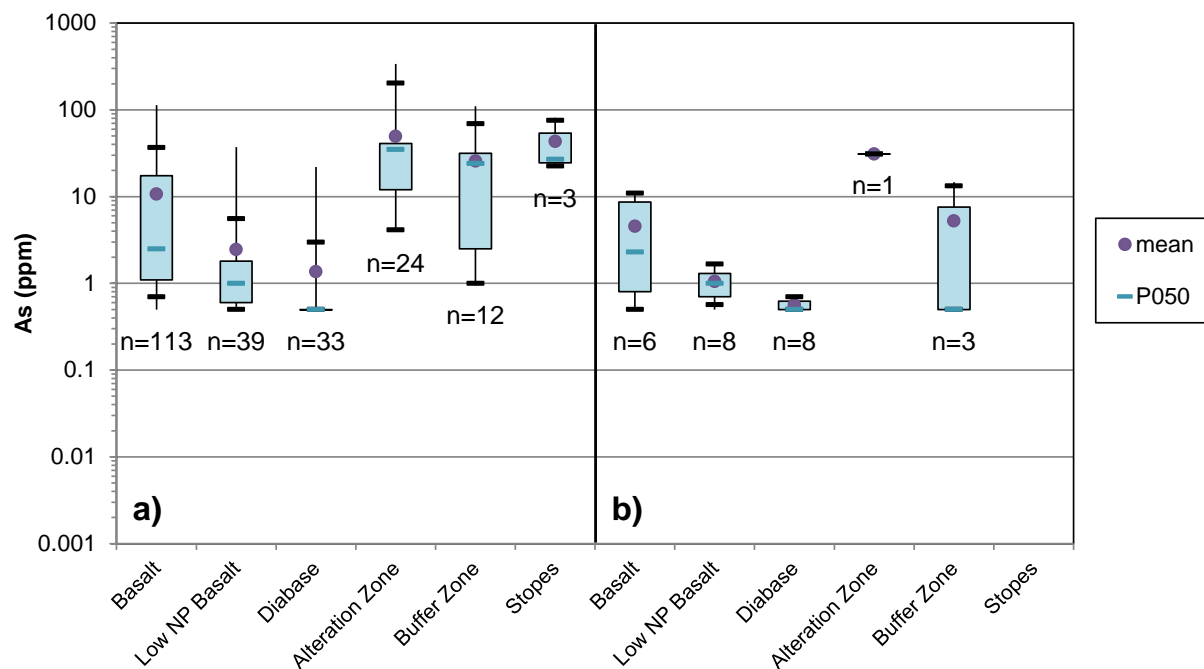 1000
100
10
1
0.1
0.01
0.001
As (ppm)
n=113
n=39
n=33
n=24
n=12
n=3
a)
n=6
n=8
n=8
n=1
n=3
b)
Basalt
Low NP Basalt
Diabase
Alteration Zone
Buffer Zone
Stopes
Basalt
Low NP Basalt
Diabase
Alteration Zone
Buffer Zone
Stopes
mean
P050